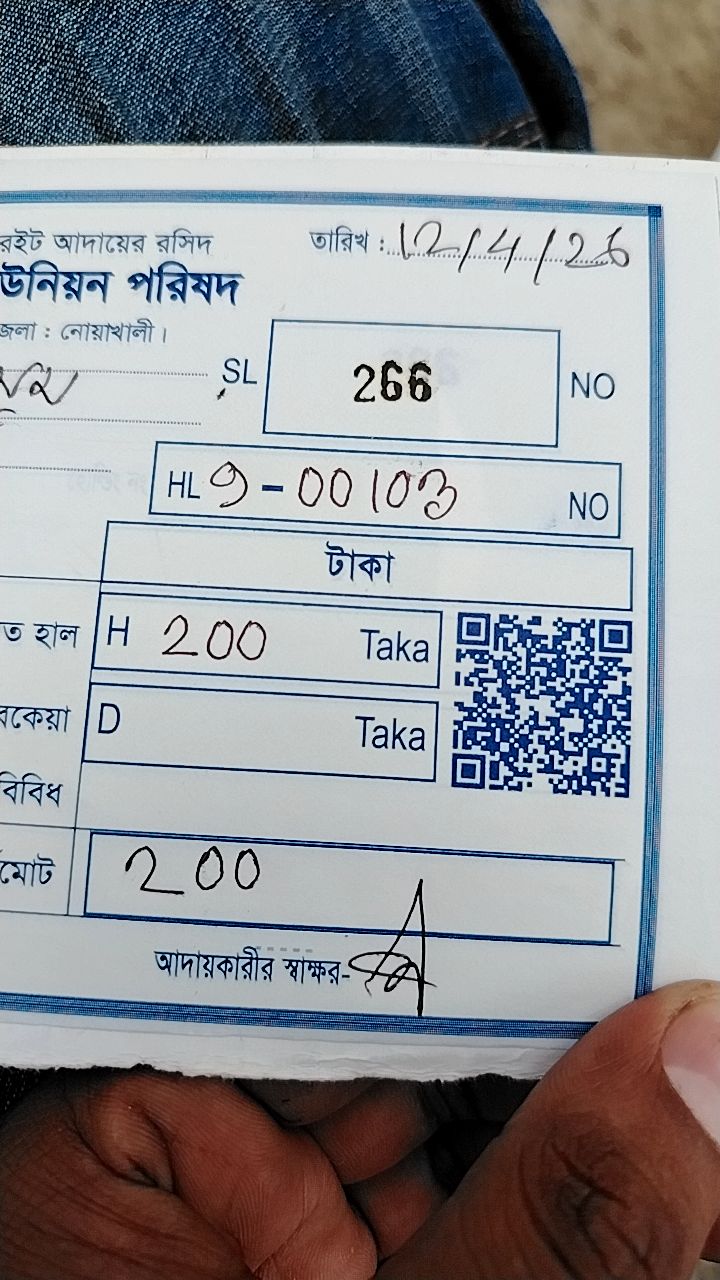 রইট আদায়ের রসিদ
তারিখ : 12/4/26
উনিয়ন পরিষদ
জেলা : নোয়াখালী।
SL 266 NO
HL 9-00103 NO
টাকা
ত হাল H 200 Taka
বকেয়া D Taka
বিবিধ
মোট 200
আদায়কারীর স্বাক্ষর-